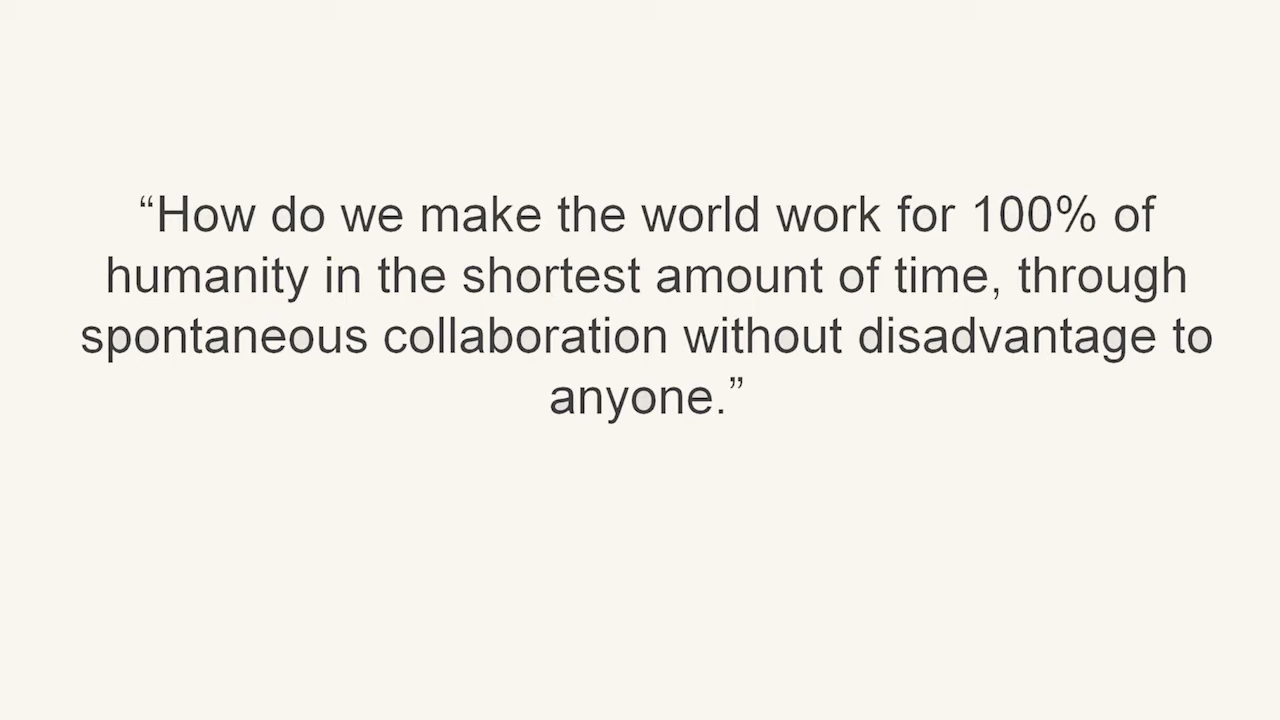 “How do we make the world work for 100% of
humanity in the shortest amount of time, through
spontaneous collaboration without disadvantage to
anyone.”